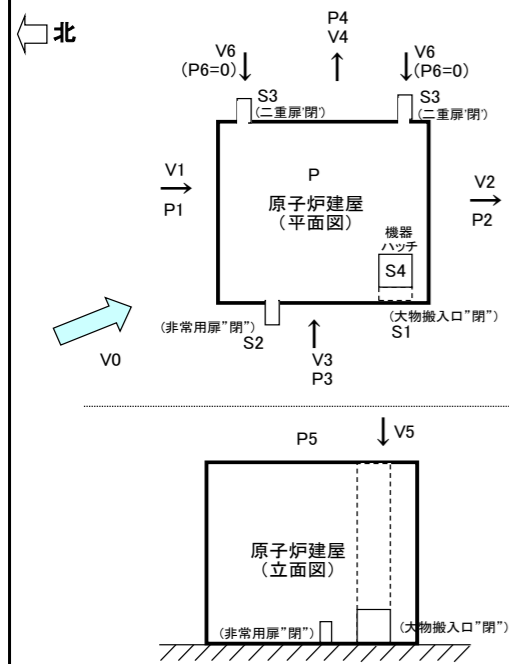 北
P4
V4
V6
(P6=0)
V6
(P6=0)
S3
(二重扉'閉')
S3
(二重扉'閉')
V1
P1
P
原子炉建屋
(平面図)
V2
P2
機器
ハッチ
S4
(非常用扉”閉”)
S2
(大物搬入口”閉”)
S1
V0
V3
P3
P5
V5
原子炉建屋
(立面図)
(非常用扉”閉”)
(大物搬入口”閉”)